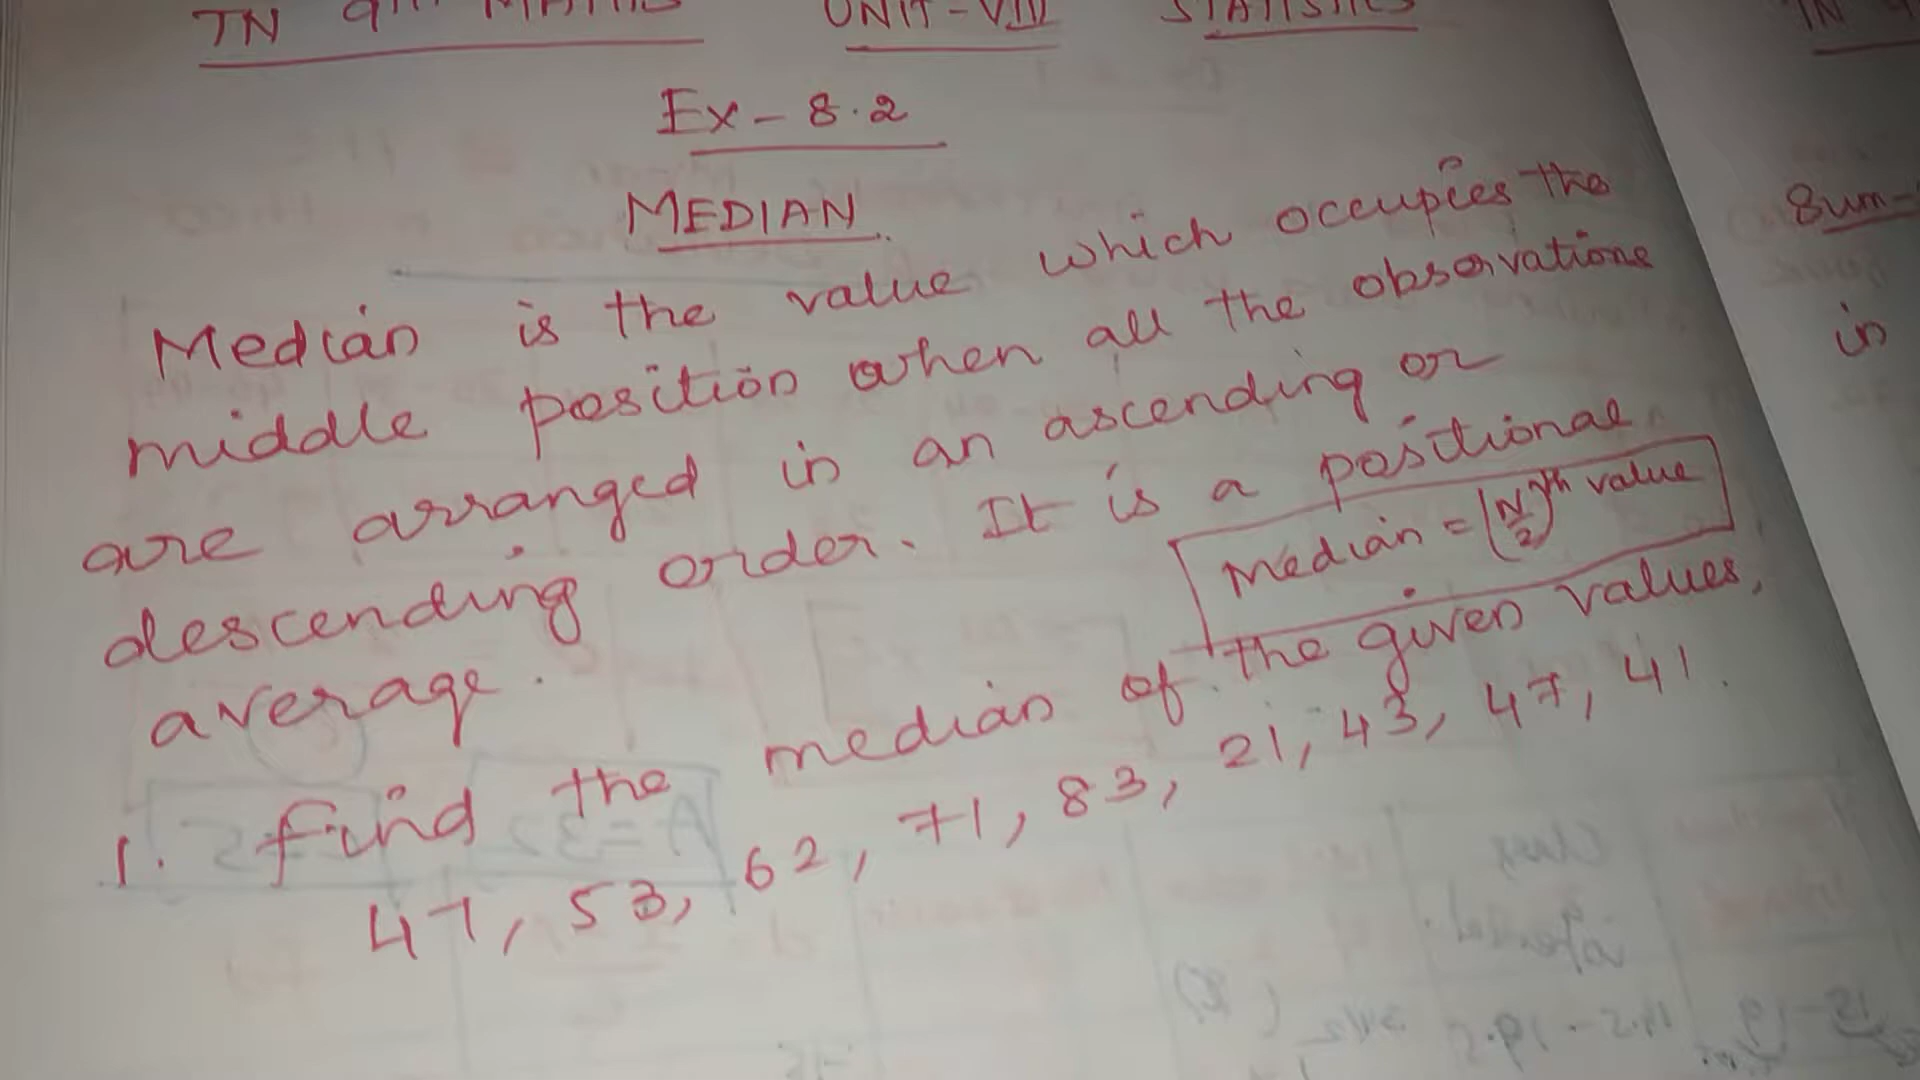 TN 9th MATHS UNIT-VIII STATISTICS
Ex - 8.2
MEDIAN
Median is the value which occupies the
middle position when all the observations
are arranged in an ascending or
descending order. It is a positional
average.
Median = (N/2)th value
1. Find the median of the given values,
47, 53, 62, 71, 83, 21, 43, 47, 41.
Sum-
in